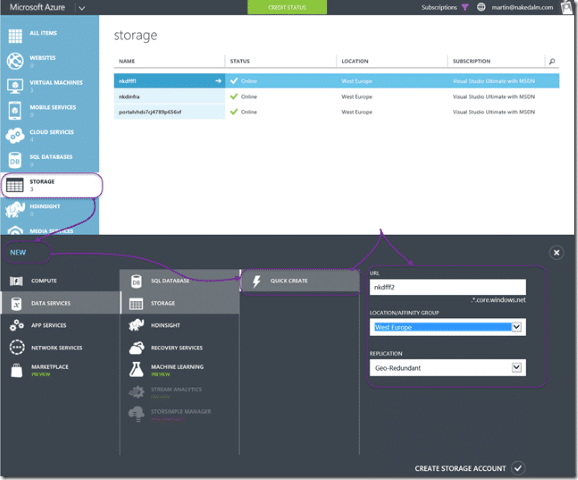 Microsoft Azure
CREDIT STATUS
Subscriptions
martin@nakedalm.com
ALL ITEMS
WEBSITES
0
VIRTUAL MACHINES
3
MOBILE SERVICES
0
CLOUD SERVICES
4
SQL DATABASES
0
STORAGE
3
HDINSIGHT
0
MEDIA SERVICES
storage
NAME STATUS LOCATION SUBSCRIPTION
nkdfff1 Online West Europe Visual Studio Ultimate with MSDN
nkdinfra Online West Europe Visual Studio Ultimate with MSDN
Online West Europe Visual Studio Ultimate with MSDN
NEW
COMPUTE
DATA SERVICES
APP SERVICES
NETWORK SERVICES
MARKETPLACE
PREVIEW
SQL DATABASE
STORAGE
HDINSIGHT
RECOVERY SERVICES
MACHINE LEARNING
PREVIEW
STREAM ANALYTICS
STORSIMPLE MANAGER
QUICK CREATE
URL
nkdfff2
.*.core.windows.net
LOCATION/AFFINITY GROUP
West Europe
REPLICATION
Geo-Redundant
CREATE STORAGE ACCOUNT